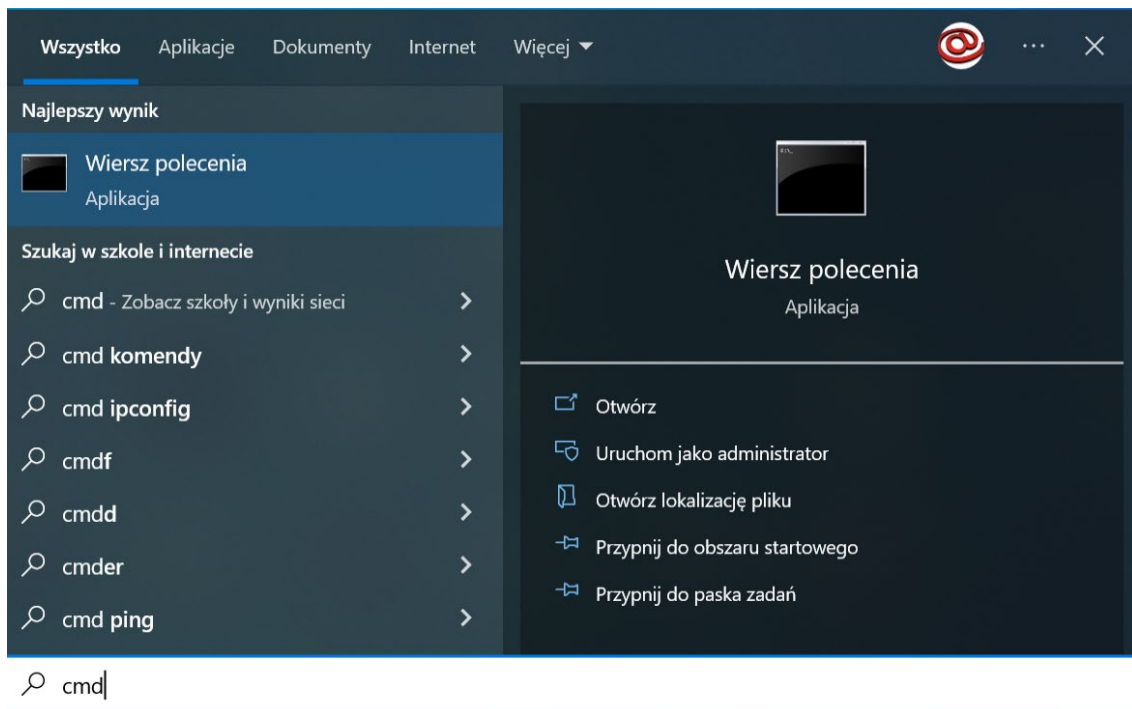 Wszystko Aplikacje Dokumenty Internet Więcej
Najlepszy wynik
Wiersz polecenia
Aplikacja
Szukaj w szkole i internecie
cmd - Zobacz szkoły i wyniki sieci
cmd komendy
cmd ipconfig
cmdf
cmdd
cmder
cmd ping
Wiersz polecenia
Aplikacja
Otwórz
Uruchom jako administrator
Otwórz lokalizację pliku
Przypnij do obszaru startowego
Przypnij do paska zadań
cmd